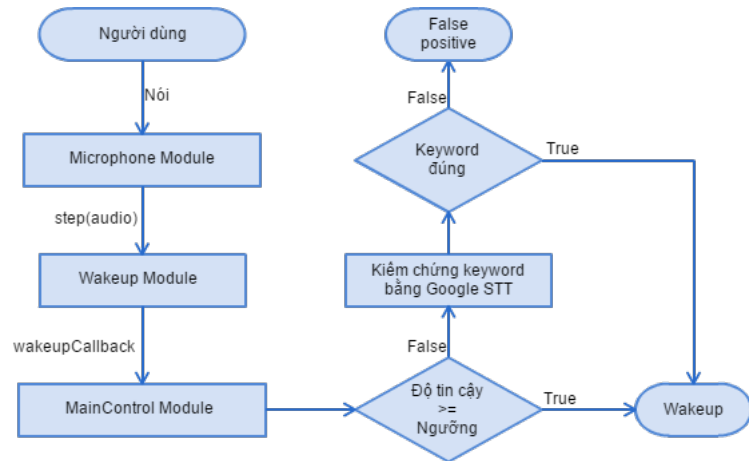 Người dùng
Nói
Microphone Module
step(audio)
Wakeup Module
wakeupCallback
MainControl Module
Độ tin cậy
>=
Ngưỡng
True
Wakeup
False
Kiểm chứng keyword
bằng Google STT
Keyword
đúng
True
False
False
positive